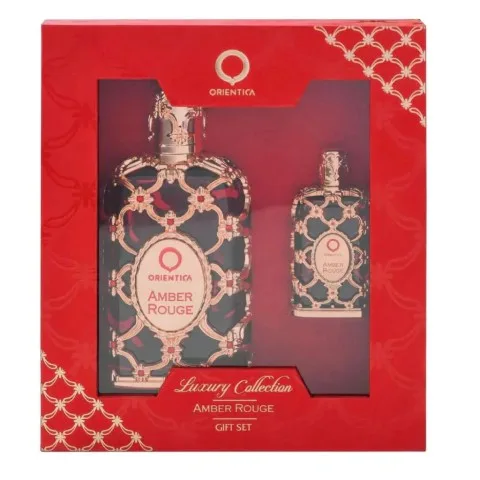 ORIENTICA
ORIENTICA
AMBER
ROUGE
ORIENTICA
AMBER
ROUGE
Luxury Collection
AMBER ROUGE
GIFT SET